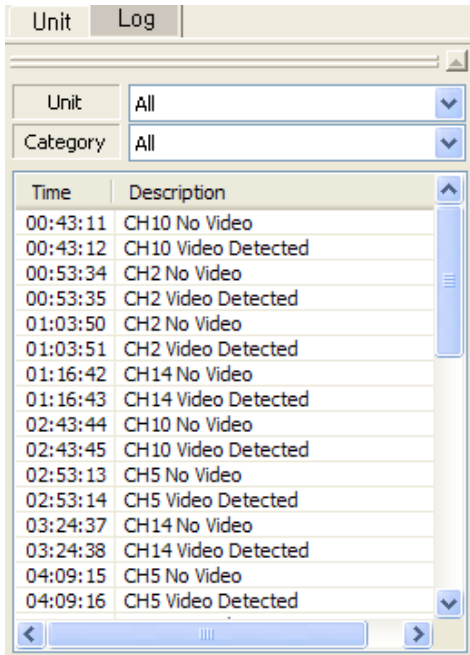 Unit Log
Unit All
Category All
Time Description
00:43:11 CH10 No Video
00:43:12 CH10 Video Detected
00:53:34 CH2 No Video
00:53:35 CH2 Video Detected
01:03:50 CH2 No Video
01:03:51 CH2 Video Detected
01:16:42 CH14 No Video
01:16:43 CH14 Video Detected
02:43:44 CH10 No Video
02:43:45 CH10 Video Detected
02:53:13 CH5 No Video
02:53:14 CH5 Video Detected
03:24:37 CH14 No Video
03:24:38 CH14 Video Detected
04:09:15 CH5 No Video
04:09:16 CH5 Video Detected